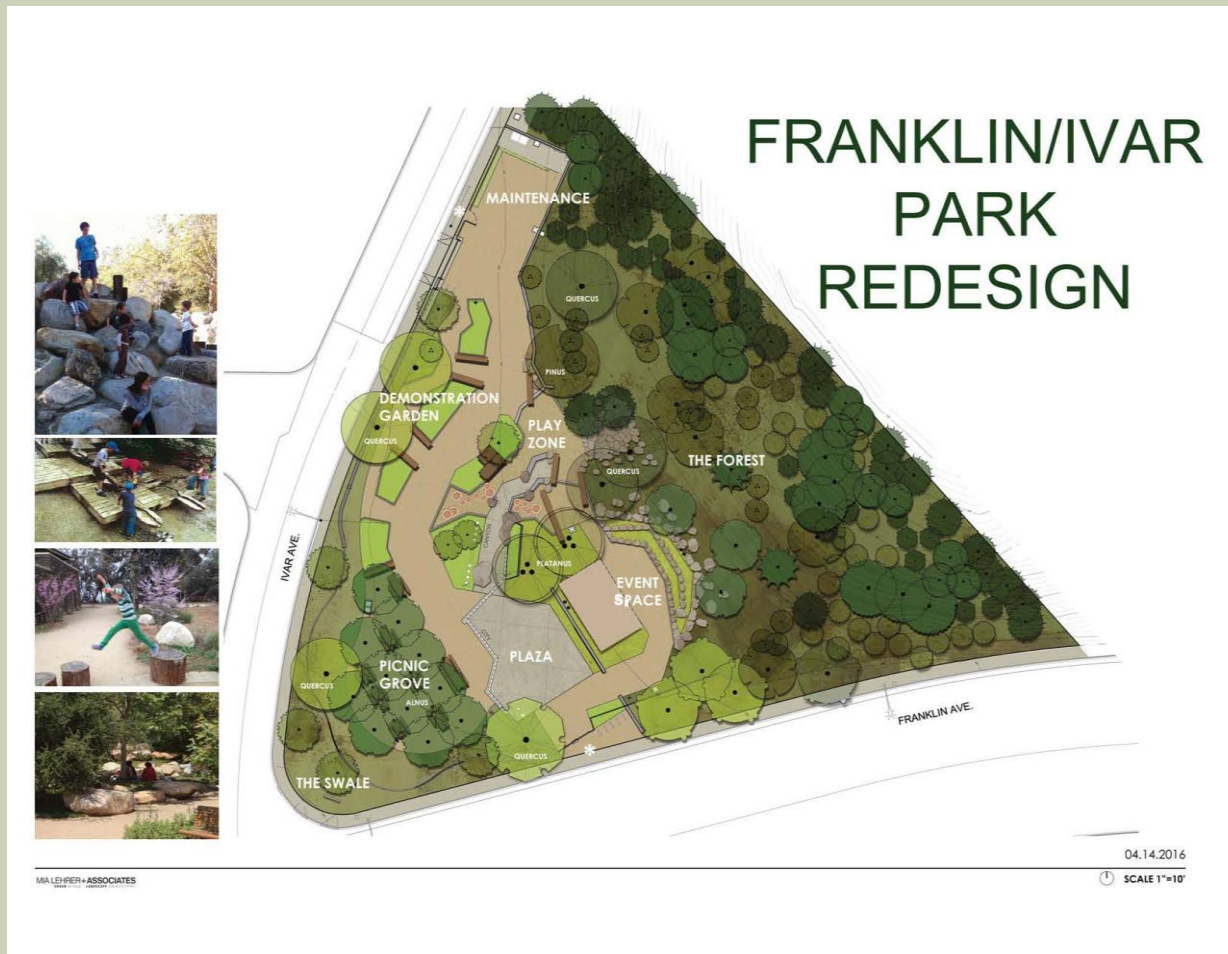 FRANKLIN/IVAR
PARK
REDESIGN
MAINTENANCE
QUERCUS
PINUS
DEMONSTRATION
GARDEN
QUERCUS
PLAY
ZONE
QUERCUS
THE FOREST
IVAR AVE.
PLATANUS
EVENT
SPACE
PLAZA
PICNIC
GROVE
ALNUS
QUERCUS
QUERCUS
THE SWALE
FRANKLIN AVE.
04.14.2016
SCALE 1"=10'
MIA LEHRER+ASSOCIATES